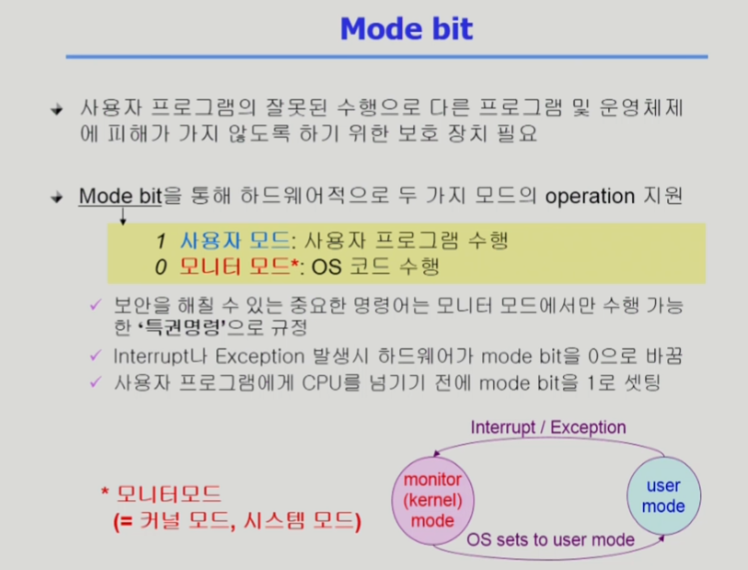 Mode bit
사용자 프로그램의 잘못된 수행으로 다른 프로그램 및 운영체제
에 피해가 가지 않도록 하기 위한 보호 장치 필요
Mode bit을 통해 하드웨어적으로 두 가지 모드의 operation 지원
1 사용자 모드: 사용자 프로그램 수행
0 모니터 모드*: OS 코드 수행
보안을 해칠 수 있는 중요한 명령어는 모니터 모드에서만 수행 가능
한 ‘특권명령’으로 규정
Interrupt나 Exception 발생시 하드웨어가 mode bit을 0으로 바꿈
사용자 프로그램에게 CPU를 넘기기 전에 mode bit을 1로 셋팅
Interrupt / Exception
* 모니터모드
(= 커널 모드, 시스템 모드)
monitor
(kernel)
mode
user
mode
OS sets to user mode